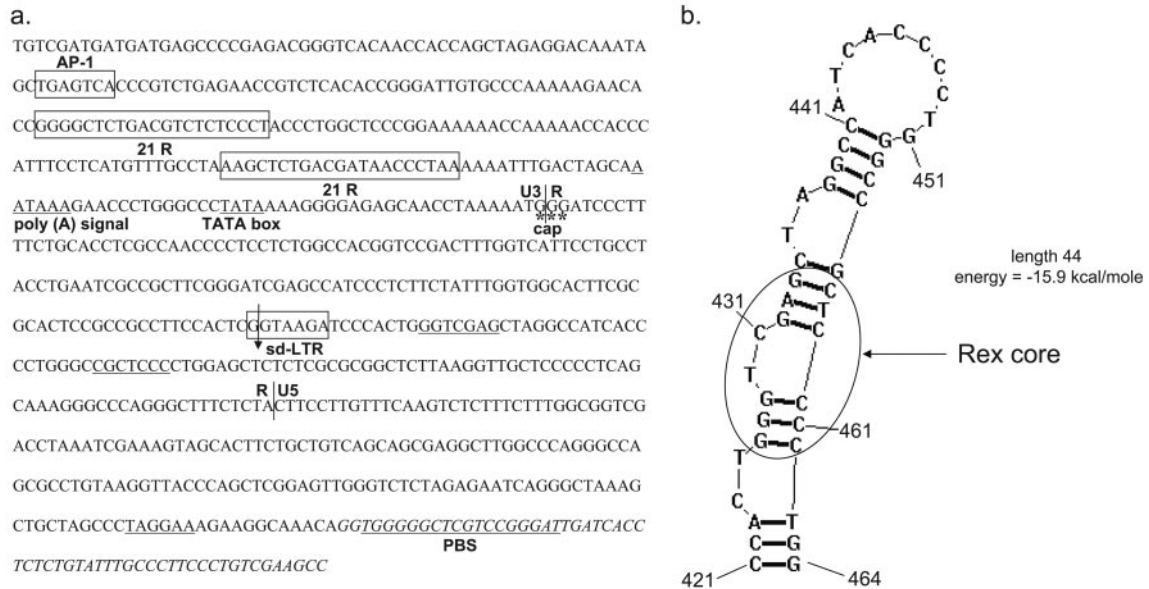 a.
TGTCGATGATGATGAGCCCCGAGACGGGTCACAACCACCAGCTAGAGGACAAATA
AP-1
GCTGAGTCACCCGTCTGAGAACCGTCTCACACCGGGATTGTGCCCAAAAAGAACA
CCGGGGCTCTGACGTCTCTCCCTACCCTGGCTCCCGGAAAAAACCAAAAACCACCC
21 R
ATTTCCTCATGTTTGCCTAAAGCTCTGACGATAACCCTAAAAAATTTGACTAGCAAA
21 R
U3 R
ATAAAGAACCCTGGGCCCTATAAAAGGGGAGAGCAACCTAAAAATGGGATCCCTT
***
poly (A) signal TATA box cap
TTCTGCACCTCGCCAACCCCTCCTCTGGCCACGGTCCGACTTTGGTCATTCCTGCCT
ACCTGAATCGCCGCTTCGGGATCGAGCCATCCCTCTTCTATTTGGTGGCACTTCGC
GCACTCCGCCGCCTTCCACTCGGTAAGATCCCACTGGGTCGAGCTAGGCCATCACC
sd-LTR
CCTGGGCCGCTCCCCTGGAGCTCTCTCGCGCGGCTCTTAAGGTTGCTCCCCCTCAG
R U5
CAAAGGGCCCAGGGCTTTCTCTACTTCCTTGTTTCAAGTCTCTTTCTTTGGCGGTCG
ACCTAAATCGAAAGTAGCACTTCTGCTGTCAGCAGCGAGGCTTGGCCCAGGGCCA
GCGCCTGTAAGGTTACCCAGCTCGGAGTTGGGTCTCTAGAGAATCAGGGCTAAAG
CTGCTAGCCCTAGGAAAGAAGGCAAACAGGTGGGGGCTCGTCCGGGATTGATCACC
PBS
TCTCTGTATTTGCCCTTCCCTGTCGAAGCC
b.
C C A C T G G G T C G A G C T A G G C C A T C A C C C C T G G G C C G C T C C C C T G G
441
451
431
461
421
464
length 44
energy = -15.9 kcal/mole
Rex core